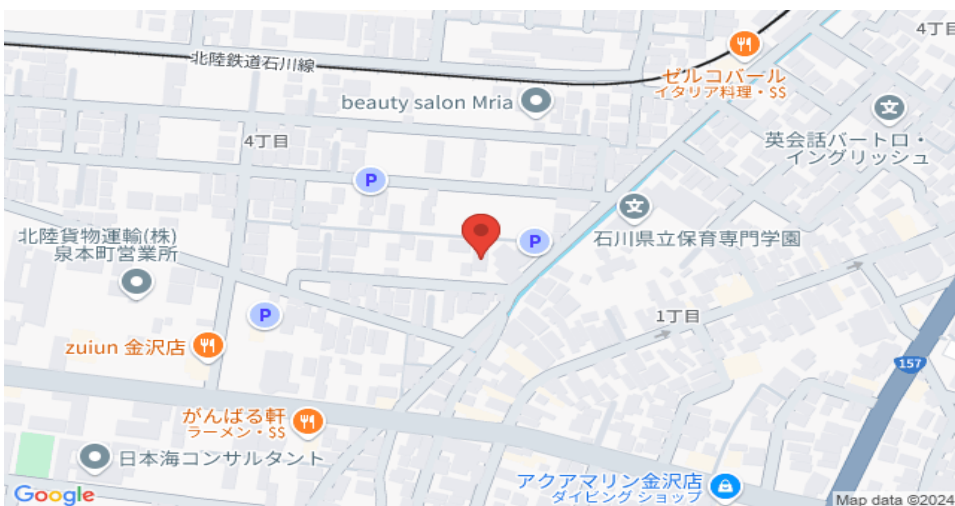 4丁目
北陸鉄道石川線
ゼルコバール
イタリア料理・$$
beauty salon Mria
英会話バートロ・
イングリッシュ
4丁目
P
北陸貨物運輸(株)
泉本町営業所
石川県立保育専門学園
P
P
1丁目
zuiun 金沢店
157
がんばる軒
ラーメン・$$
日本海コンサルタント
アクアマリン金沢店
ダイビング ショップ
Google
Map data ©2024
文
文